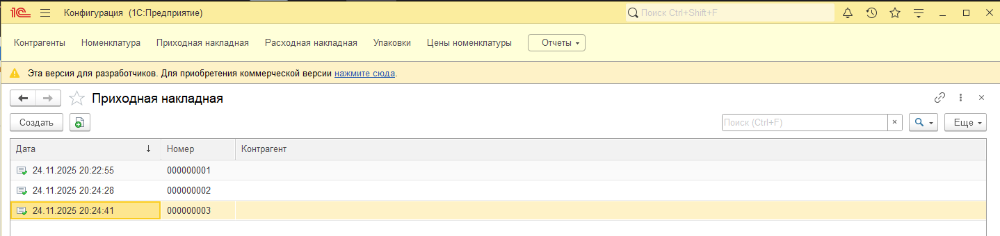 1С Конфигурация (1С:Предприятие) Поиск Ctrl+Shift+F
Контрагенты Номенклатура Приходная накладная Расходная накладная Упаковки Цены номенклатуры Отчеты
Эта версия для разработчиков. Для приобретения коммерческой версии нажмите сюда.
Приходная накладная
Создать Поиск (Ctrl+F) × Еще
Дата ↓ Номер Контрагент
24.11.2025 20:22:55 000000001
24.11.2025 20:24:28 000000002
24.11.2025 20:24:41 000000003